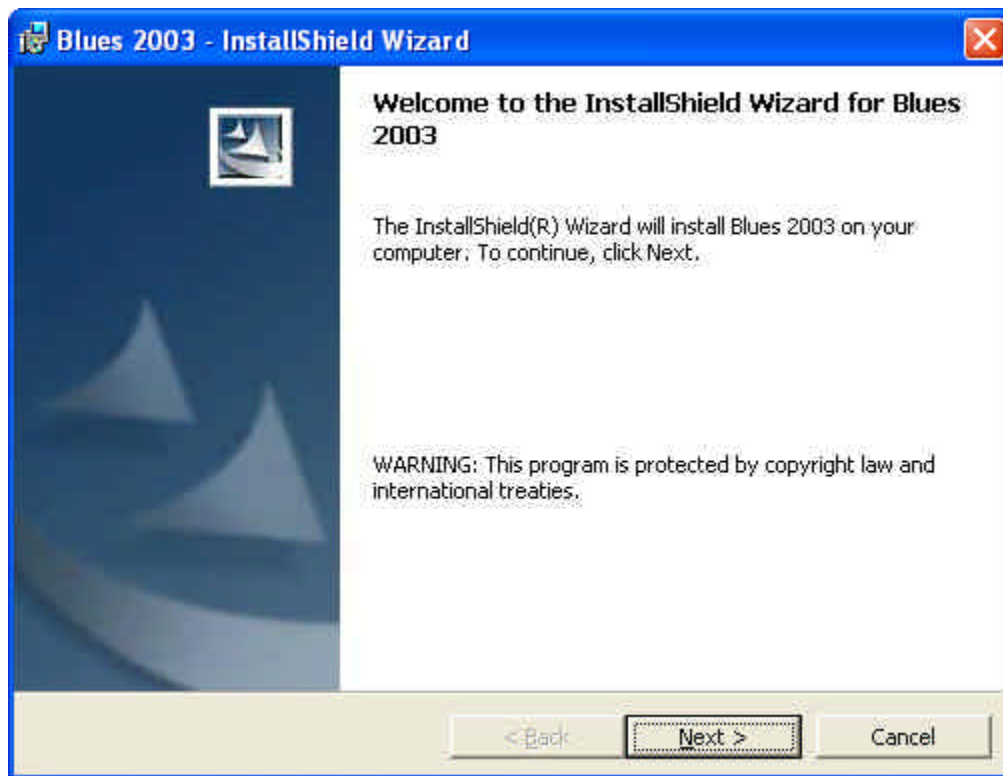 Blues 2003 - InstallShield Wizard
Welcome to the InstallShield Wizard for Blues
2003
The InstallShield(R) Wizard will install Blues 2003 on your
computer. To continue, click Next.
WARNING: This program is protected by copyright law and
international treaties.
< Back
Next >
Cancel